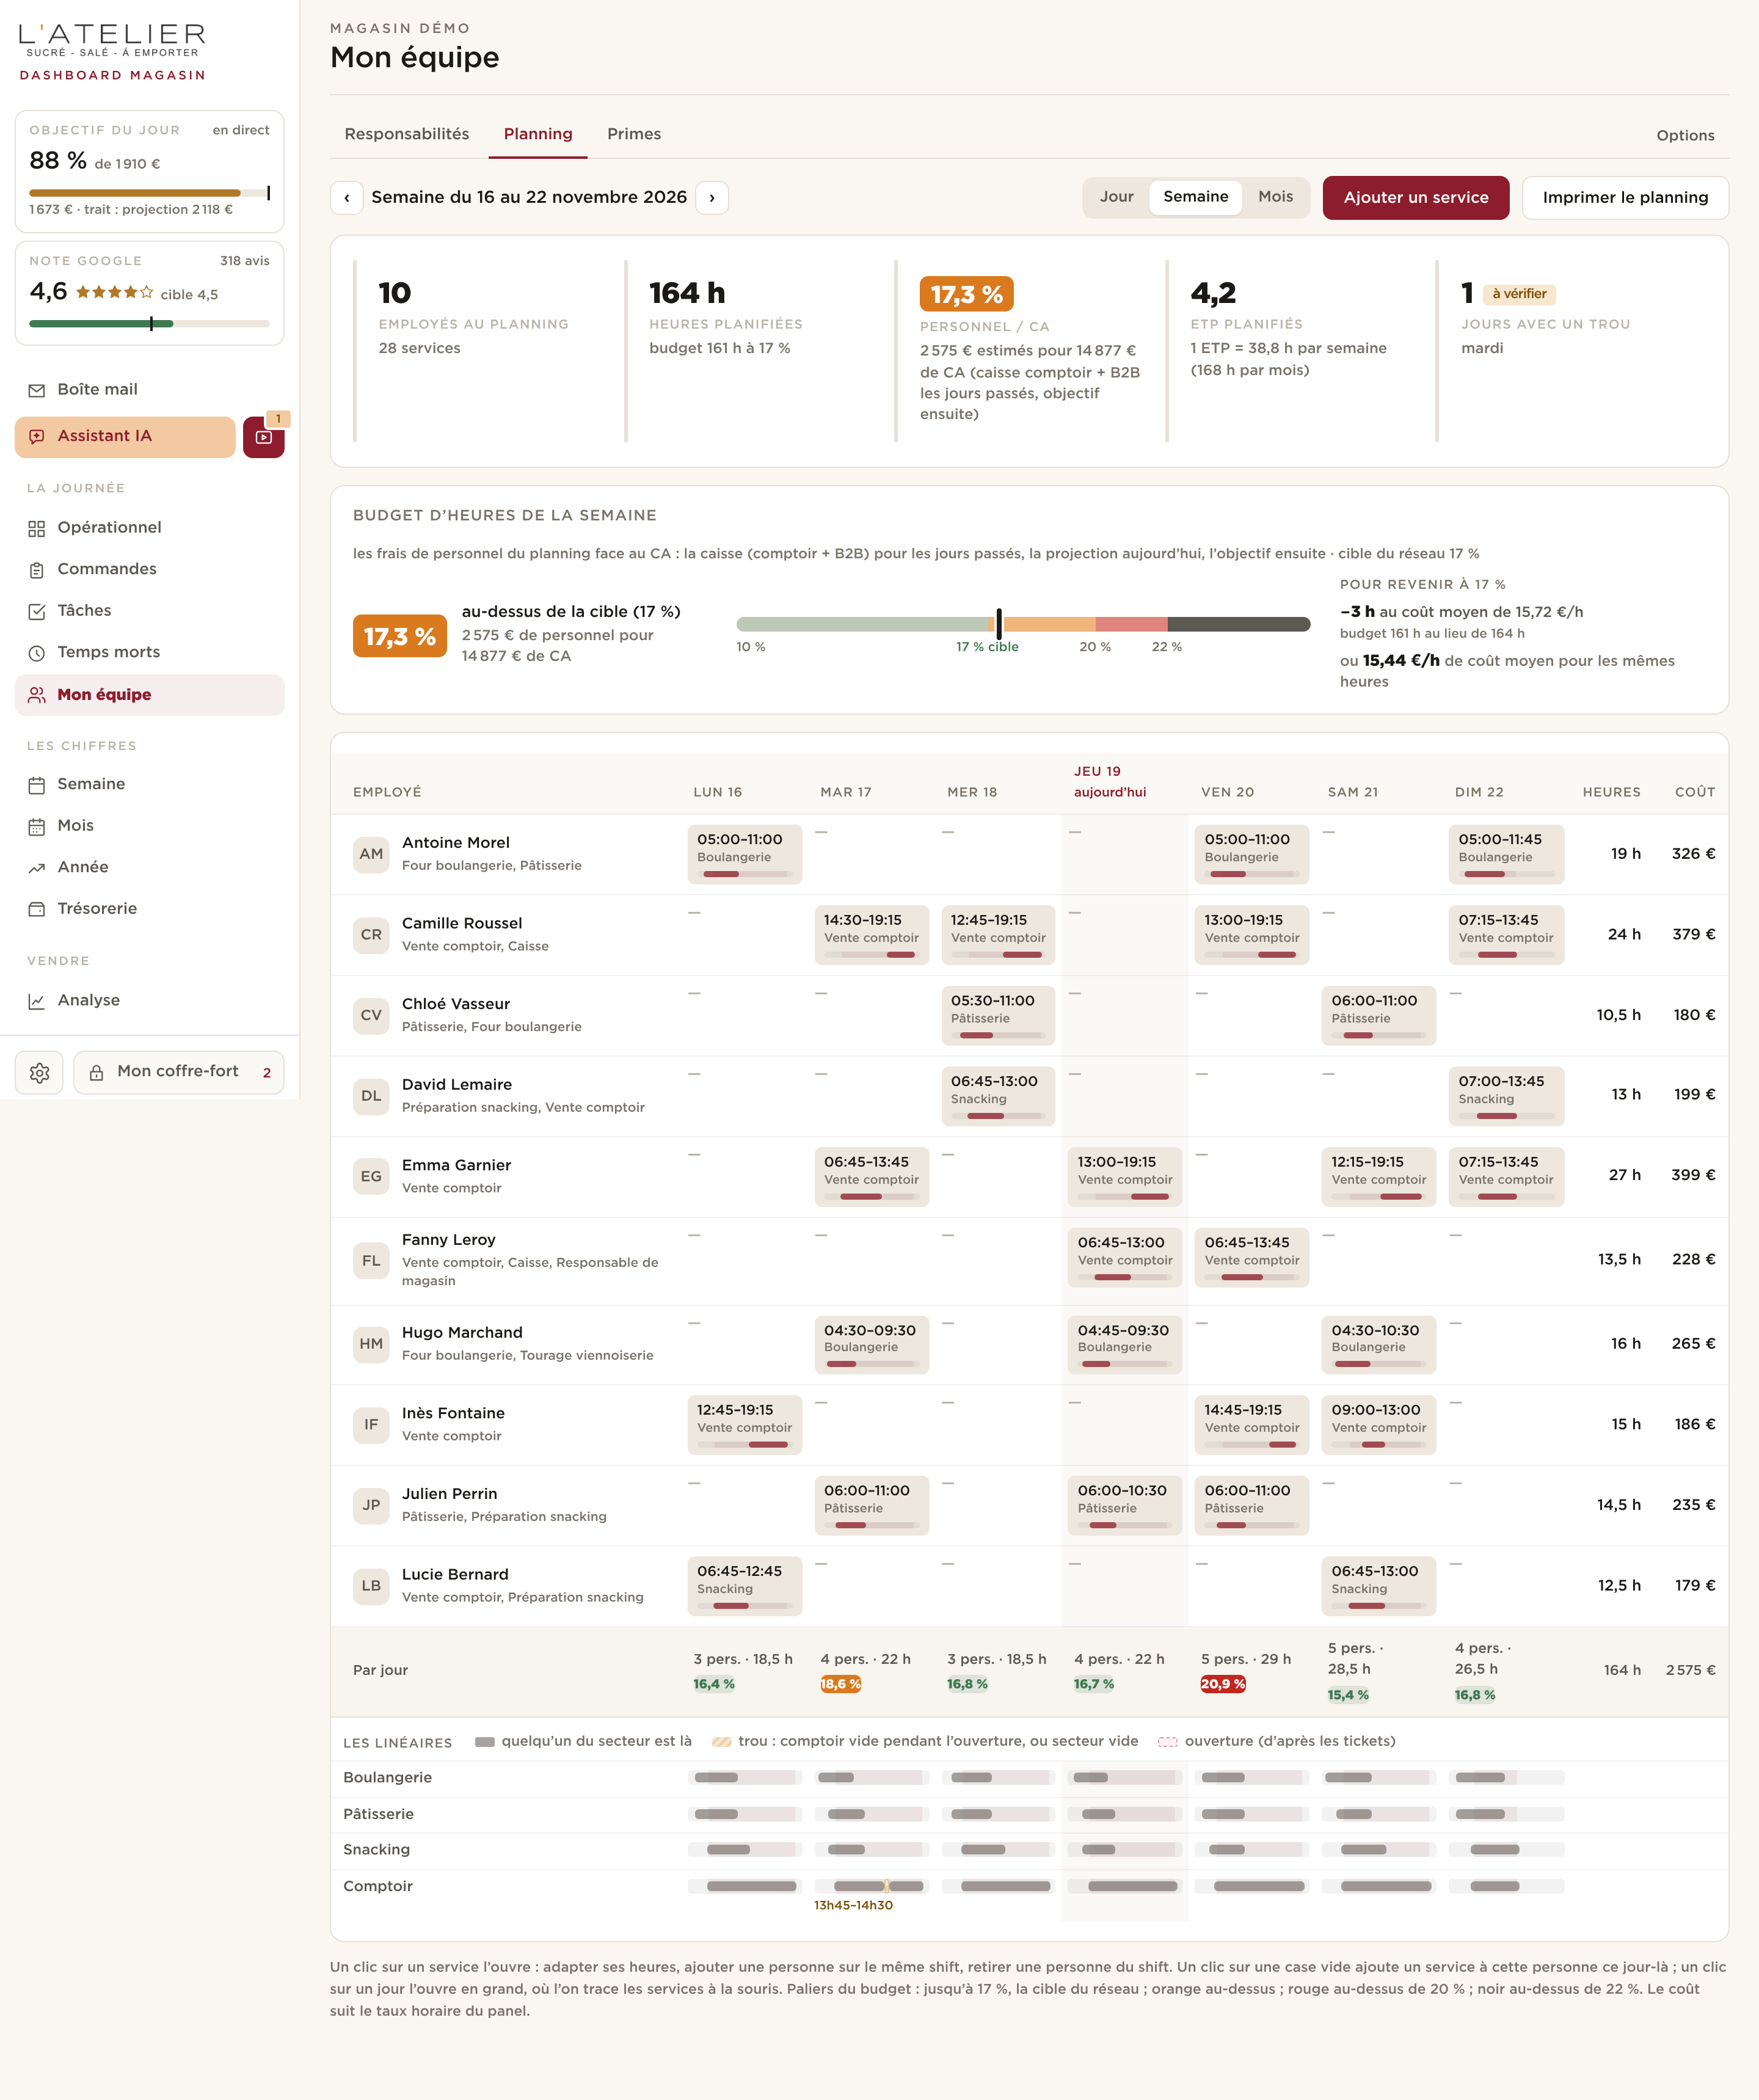 L'ATELIER
SUCRÉ - SALÉ - À EMPORTER
DASHBOARD MAGASIN
OBJECTIF DU JOUR en direct
88 % de 1 910 €
1 673 € · trait : projection 2 118 €
NOTE GOOGLE 318 avis
4,6 cible 4,5
Boîte mail
Assistant IA 1
LA JOURNÉE
Opérationnel
Commandes
Tâches
Temps morts
Mon équipe
LES CHIFFRES
Semaine
Mois
Année
Trésorerie
VENDRE
Analyse
Mon coffre-fort 2
MAGASIN DÉMO
Mon équipe
Responsabilités Planning Primes Options
‹ Semaine du 16 au 22 novembre 2026 › Jour Semaine Mois Ajouter un service Imprimer le planning
10
EMPLOYÉS AU PLANNING
28 services
164 h
HEURES PLANIFIÉES
budget 161 h à 17 %
17,3 %
PERSONNEL / CA
2 575 € estimés pour 14 877 €
de CA (caisse comptoir + B2B
les jours passés, objectif
ensuite)
4,2
ETP PLANIFIÉS
1 ETP = 38,8 h par semaine
(168 h par mois)
1 à vérifier
JOURS AVEC UN TROU
mardi
BUDGET D’HEURES DE LA SEMAINE
les frais de personnel du planning face au CA : la caisse (comptoir + B2B) pour les jours passés, la projection aujourd’hui, l’objectif ensuite · cible du réseau 17 %
17,3 %
au-dessus de la cible (17 %)
2 575 € de personnel pour
14 877 € de CA
10 % 17 % cible 20 % 22 %
POUR REVENIR À 17 %
−3 h au coût moyen de 15,72 €/h
budget 161 h au lieu de 164 h
ou 15,44 €/h de coût moyen pour les mêmes
heures
EMPLOYÉ LUN 16 MAR 17 MER 18 JEU 19 aujourd’hui VEN 20 SAM 21 DIM 22 HEURES COÛT
AM Antoine Morel 05:00–11:00 — — — 05:00–11:00 — 05:00–11:45 19 h 326 €
Four boulangerie, Pâtisserie Boulangerie Boulangerie Boulangerie
CR Camille Roussel — 14:30–19:15 12:45–19:15 — 13:00–19:15 — 07:15–13:45 24 h 379 €
Vente comptoir, Caisse Vente comptoir Vente comptoir Vente comptoir Vente comptoir
CV Chloé Vasseur — — 05:30–11:00 — — 06:00–11:00 — 10,5 h 180 €
Pâtisserie, Four boulangerie Pâtisserie Pâtisserie
DL David Lemaire — — 06:45–13:00 — — — 07:00–13:45 13 h 199 €
Préparation snacking, Vente comptoir Snacking Snacking
EG Emma Garnier — 06:45–13:45 — 13:00–19:15 — 12:15–19:15 07:15–13:45 27 h 399 €
Vente comptoir Vente comptoir Vente comptoir Vente comptoir Vente comptoir
FL Fanny Leroy — — — 06:45–13:00 06:45–13:45 — — 13,5 h 228 €
Vente comptoir, Caisse, Responsable de Vente comptoir Vente comptoir
magasin
HM Hugo Marchand — 04:30–09:30 — 04:45–09:30 — 04:30–10:30 — 16 h 265 €
Four boulangerie, Tourage viennoiserie Boulangerie Boulangerie Boulangerie
IF Inès Fontaine 12:45–19:15 — — — 14:45–19:15 09:00–13:00 — 15 h 186 €
Vente comptoir Vente comptoir Vente comptoir Vente comptoir
JP Julien Perrin — 06:00–11:00 — 06:00–10:30 06:00–11:00 — — 14,5 h 235 €
Pâtisserie, Préparation snacking Pâtisserie Pâtisserie Pâtisserie
LB Lucie Bernard 06:45–12:45 — — — — 06:45–13:00 — 12,5 h 179 €
Vente comptoir, Préparation snacking Snacking Snacking
Par jour 3 pers. · 18,5 h 4 pers. · 22 h 3 pers. · 18,5 h 4 pers. · 22 h 5 pers. · 29 h 5 pers. · 28,5 h 4 pers. · 26,5 h 164 h 2 575 €
16,4 % 18,6 % 16,8 % 16,7 % 20,9 % 15,4 % 16,8 %
LES LINÉAIRES quelqu’un du secteur est là trou : comptoir vide pendant l’ouverture, ou secteur vide ouverture (d’après les tickets)
Boulangerie
Pâtisserie
Snacking
Comptoir
13h45–14h30
Un clic sur un service l’ouvre : adapter ses heures, ajouter une personne sur le même shift, retirer une personne du shift. Un clic sur une case vide ajoute un service à cette personne ce jour-là ; un clic
sur un jour l’ouvre en grand, où l’on trace les services à la souris. Paliers du budget : jusqu’à 17 %, la cible du réseau ; orange au-dessus ; rouge au-dessus de 20 % ; noir au-dessus de 22 %. Le coût
suit le taux horaire du panel.